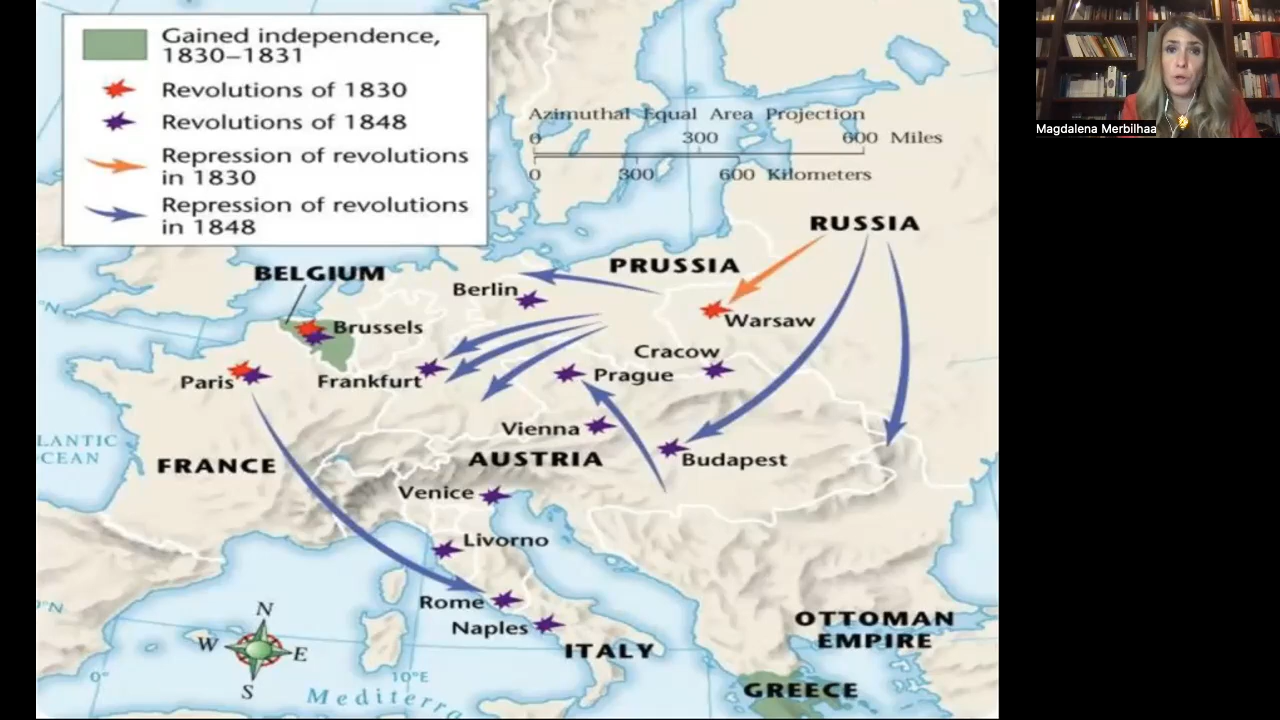 Gained independence,
1830–1831
Revolutions of 1830
Revolutions of 1848
Repression of revolutions
in 1830
Repression of revolutions
in 1848
Azimuthal Equal Area Projection
0 300 600 Miles
0 300 600 Kilometers
Magdalena Merbilhaa
RUSSIA
BELGIUM
PRUSSIA
Berlin
Warsaw
Brussels
Cracow
Paris
Frankfurt
Prague
Vienna
LANTIC
CEAN
FRANCE
AUSTRIA
Budapest
Venice
Livorno
Rome
Naples
ITALY
OTTOMAN
EMPIRE
GREECE
N
W
E
S
°N
°N
0°
10°E
Mediterra